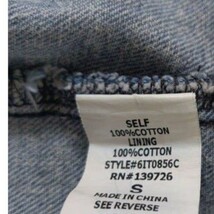 SELF
100%COTTON
LINING
100%COTTON
STYLE#6IT0856C
RN#139726
S
MADE IN CHINA
SEE REVERSE